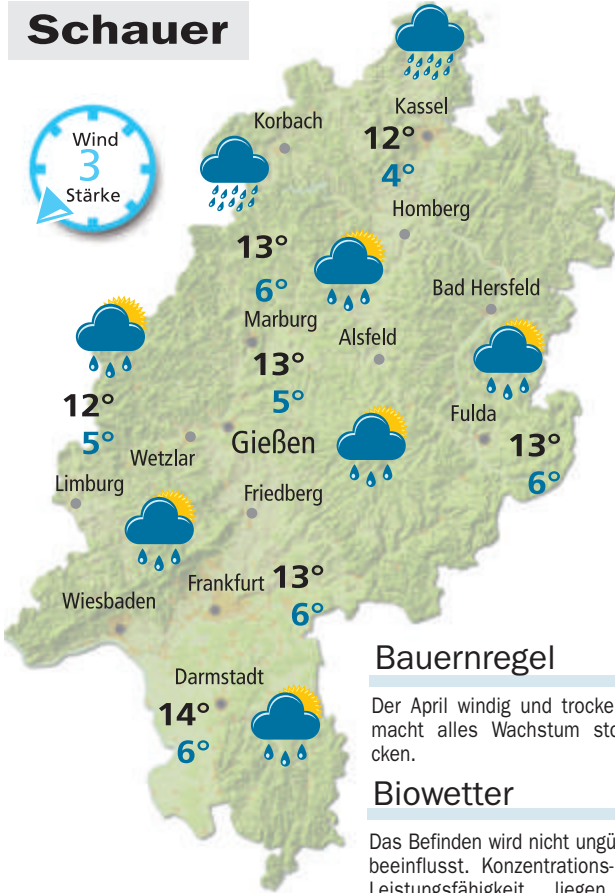 Schauer
Wind
3
Stärke
Kassel
Korbach
12°
4°
Homberg
13°
6°
Bad Hersfeld
Marburg
Alsfeld
13°
5°
12°
5°
Fulda
Gießen
13°
6°
Wetzlar
Limburg
Friedberg
Frankfurt
13°
6°
Wiesbaden
Darmstadt
14°
6°
Bauernregel
Der April windig und trocke
macht alles Wachstum sto
cken.
Biowetter
Das Befinden wird nicht ungü
beeinflusst. Konzentrations-
Leistungsfähigkeit liegen